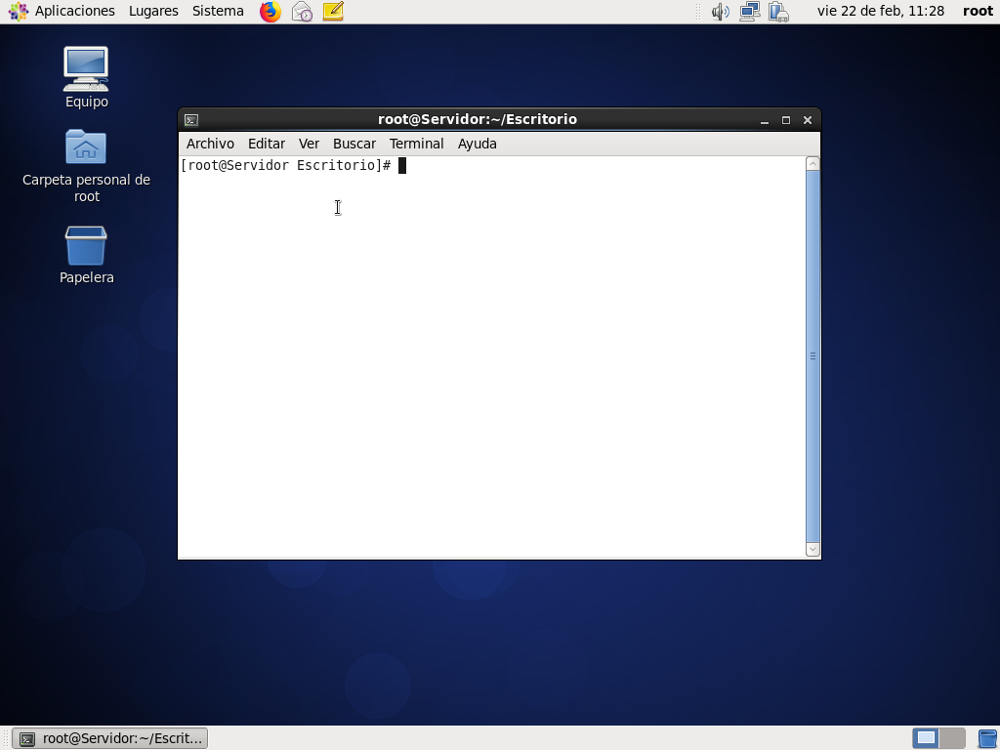 Aplicaciones Lugares Sistema vie 22 de feb, 11:28 root
Equipo
Carpeta personal de
root
Papelera
root@Servidor:~/Escritorio
Archivo Editar Ver Buscar Terminal Ayuda
[root@Servidor Escritorio]#
root@Servidor:~/Escrit...